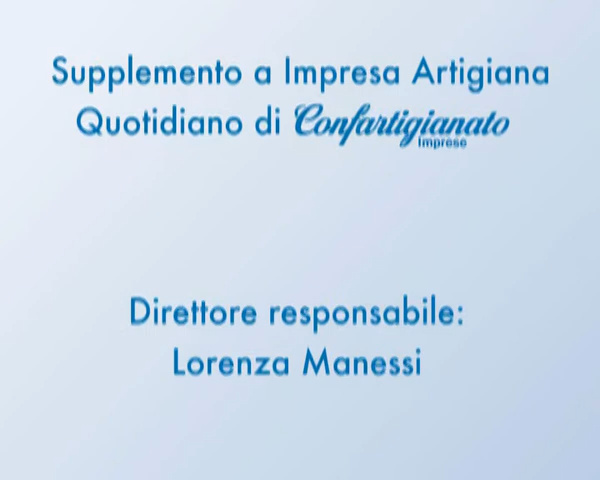 Supplemento a Impresa Artigiana
Quotidiano di Confartigianato
Imprese
Direttore responsabile:
Lorenza Manessi